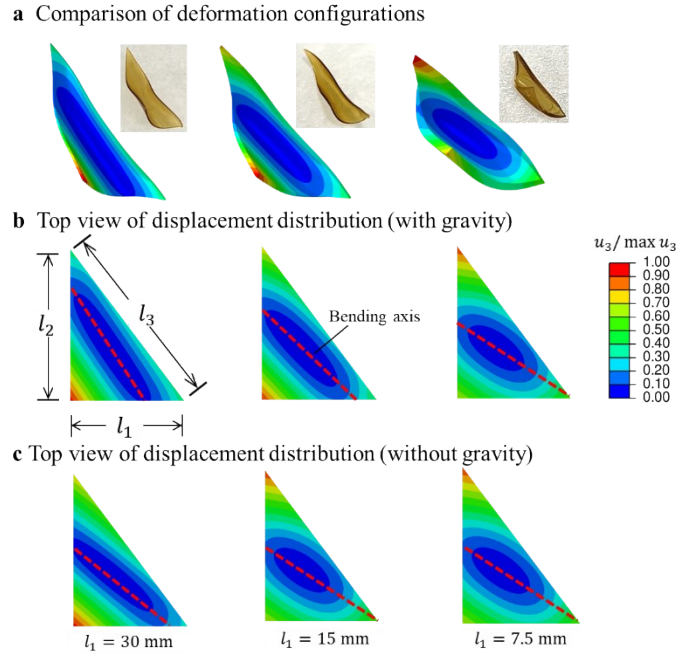 a Comparison of deformation configurations
b Top view of displacement distribution (with gravity)
u₃/ max u₃
1.00
0.90
0.80
0.70
0.60
0.50
0.40
0.30
0.20
0.10
0.00
l₂
l₃
Bending axis
l₁
c Top view of displacement distribution (without gravity)
l₁ = 30 mm
l₁ = 15 mm
l₁ = 7.5 mm